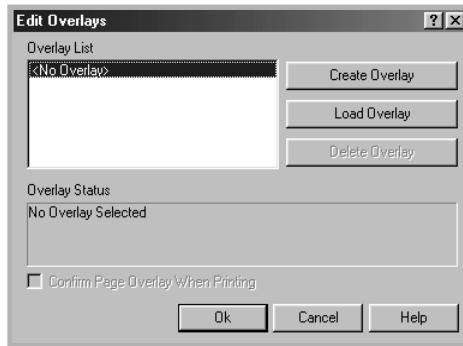 Edit Overlays
Overlay List
<No Overlay>
Create Overlay
Load Overlay
Delete Overlay
Overlay Status
No Overlay Selected
Confirm Page Overlay When Printing
Ok Cancel Help